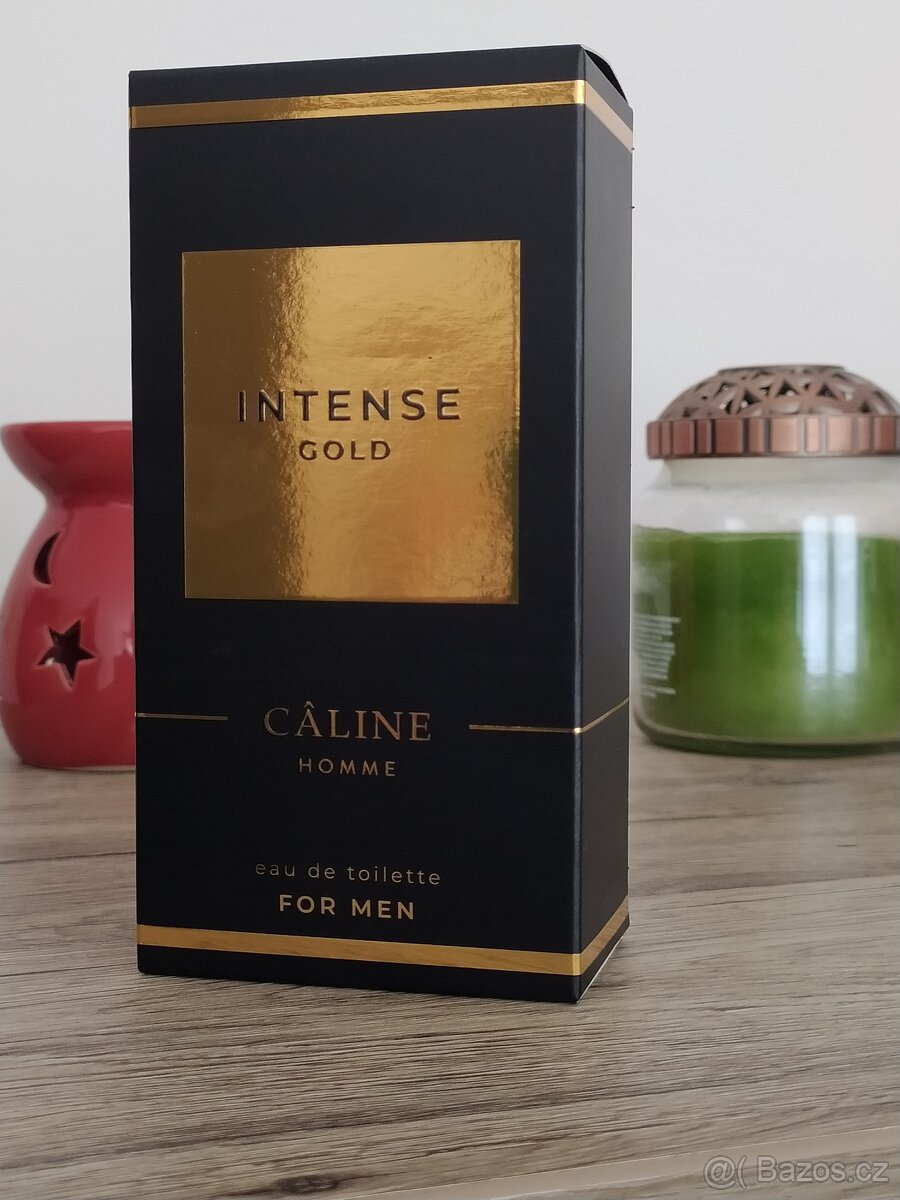 INTENSE
GOLD
CÂLINE
HOMME
eau de toilette
FOR MEN
@( Bazos.cz